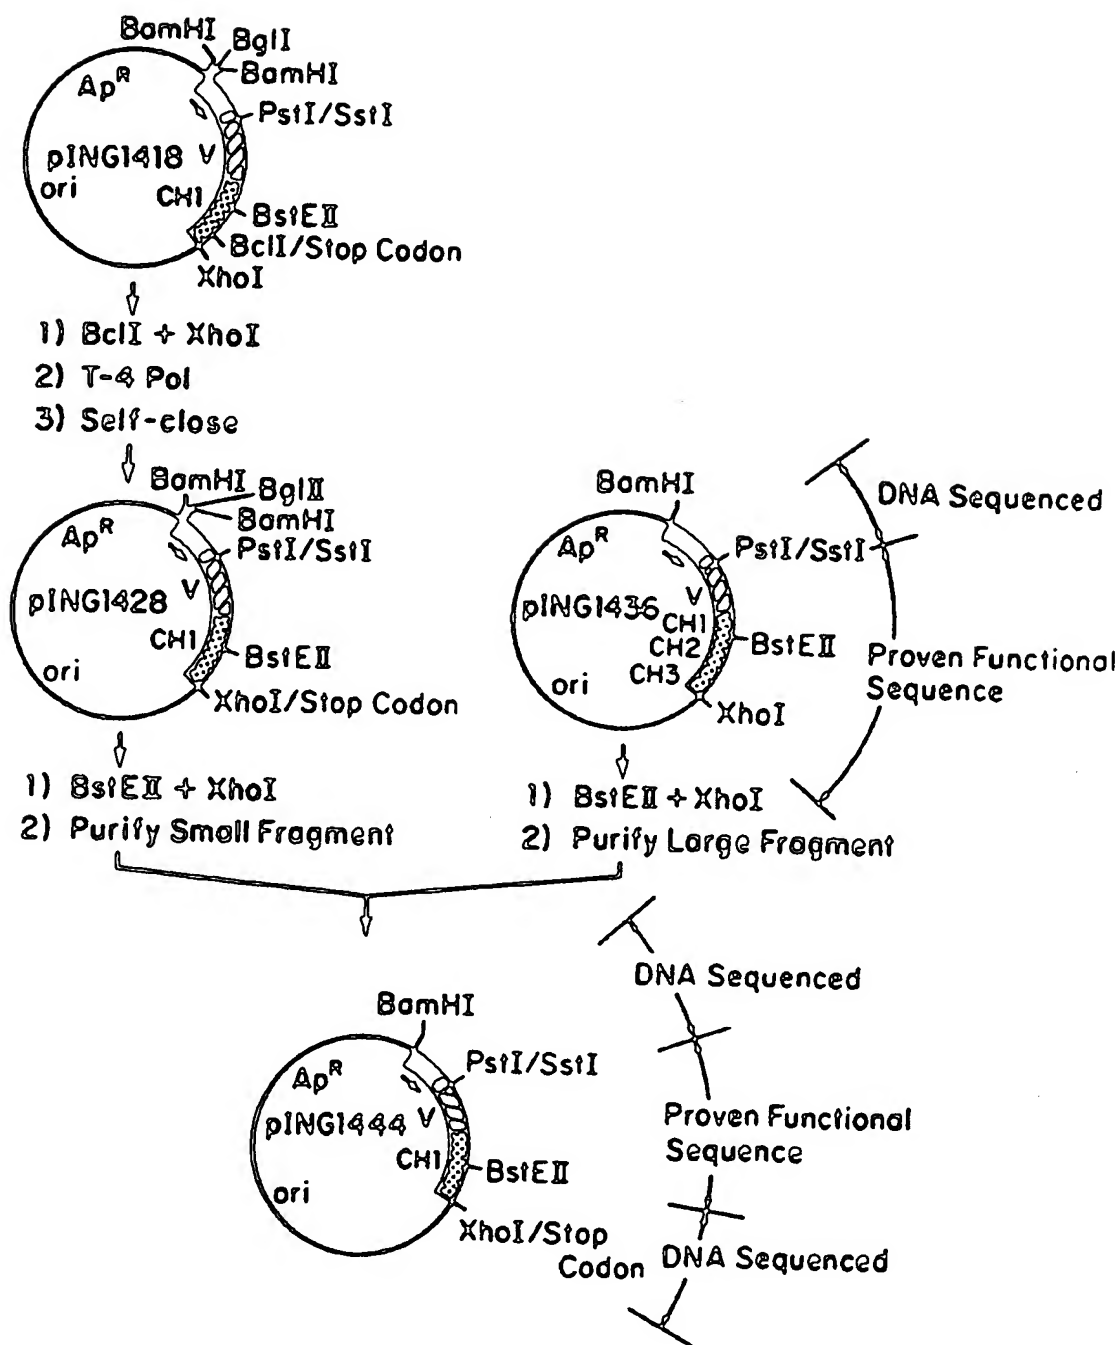 BamHI
BglI
BamHI
Ap^R
PstI/SstI
pING1418
V
ori
CH1
BstEII
BclI/Stop Codon
XhoI
1) BclI + XhoI
2) T-4 Pol
3) Self-close
BamHI
BglII
BamHI
Ap^R
PstI/SstI
pING1428
V
CH1
BstEII
ori
XhoI/Stop Codon
1) BstEII + XhoI
2) Purify Small Fragment
BamHI
Ap^R
PstI/SstI
V
pING1436
CH1
CH2
CH3
BstEII
ori
XhoI
DNA Sequenced
Proven Functional
Sequence
1) BstEII + XhoI
2) Purify Large Fragment
BamHI
Ap^R
PstI/SstI
pING1444
V
CH1
BstEII
ori
XhoI/Stop
Codon
DNA Sequenced
Proven Functional
Sequence
DNA Sequenced